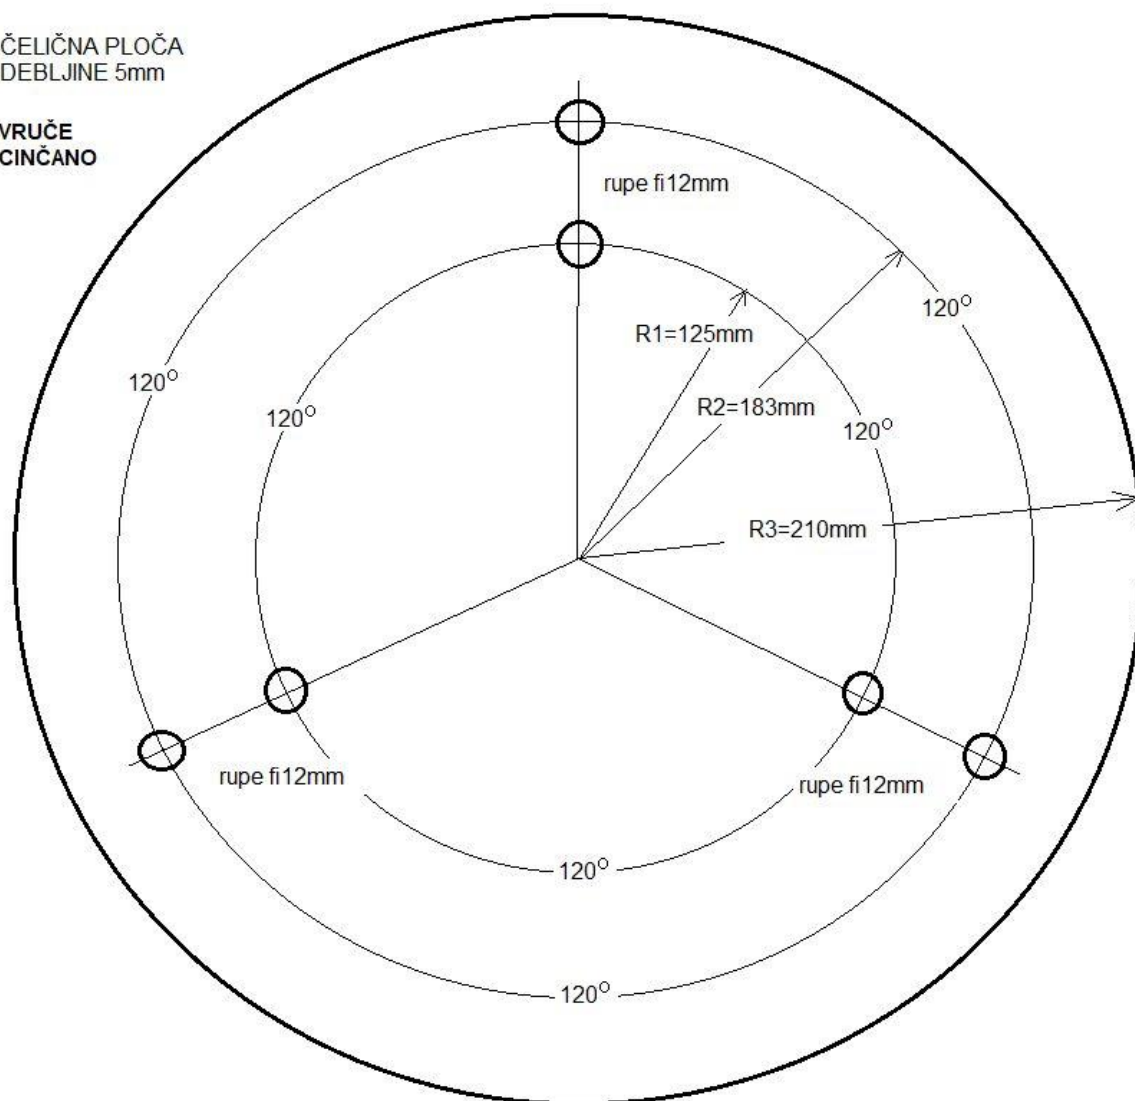 ČELIČNA PLOČA
DEBLJINE 5mm
VRUČE
CINČANO
rupe fi12mm
R1=125mm
R2=183mm
R3=210mm
120°
120°
120°
120°
rupe fi12mm
rupe fi12mm
120°
120°